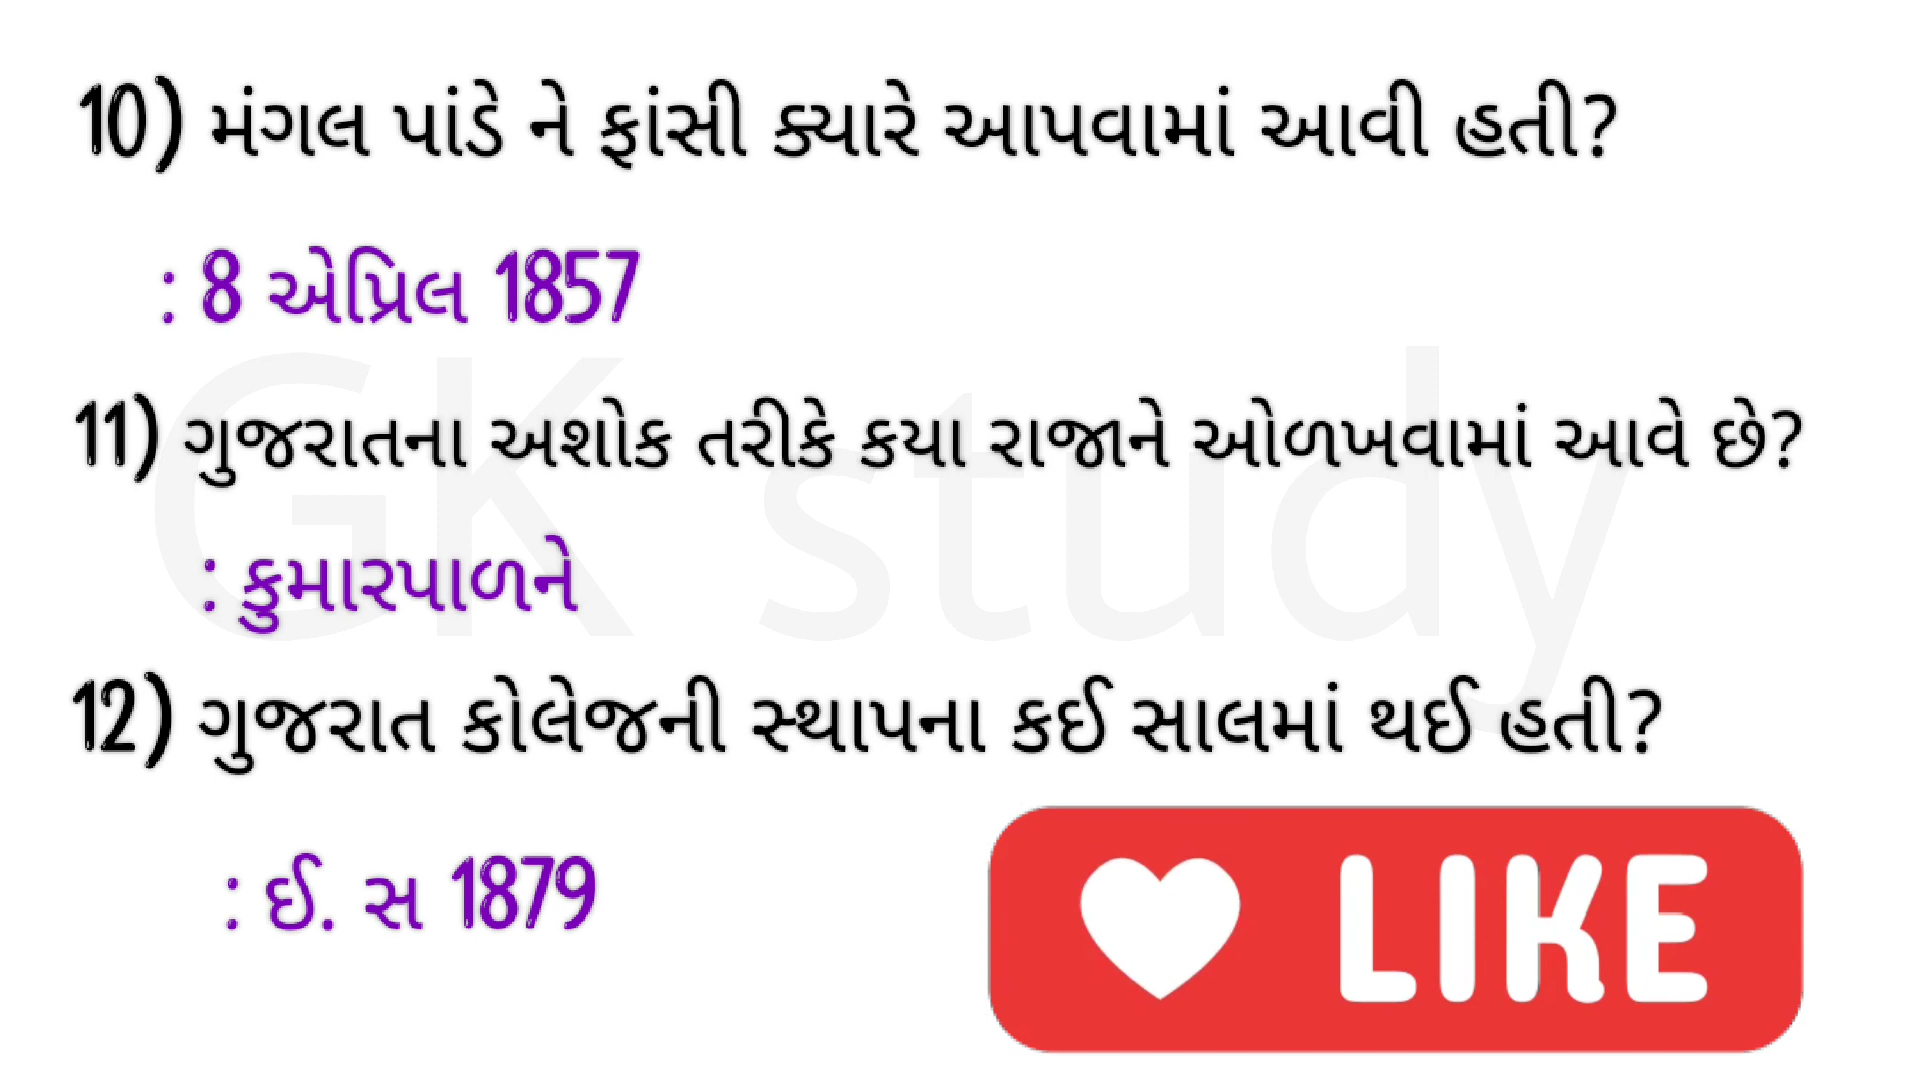 10) મંગલ પાંડે ને ફાંસી ક્યારે આપવામાં આવી હતી?
: 8 એપ્રિલ 1857
11) ગુજરાતના અશોક તરીકે કયા રાજાને ઓળખવામાં આવે છે?
GK study
: કુમારપાળને
12) ગુજરાત કોલેજની સ્થાપના કઈ સાલમાં થઈ હતી?
: ઈ. સ 1879
LIKE